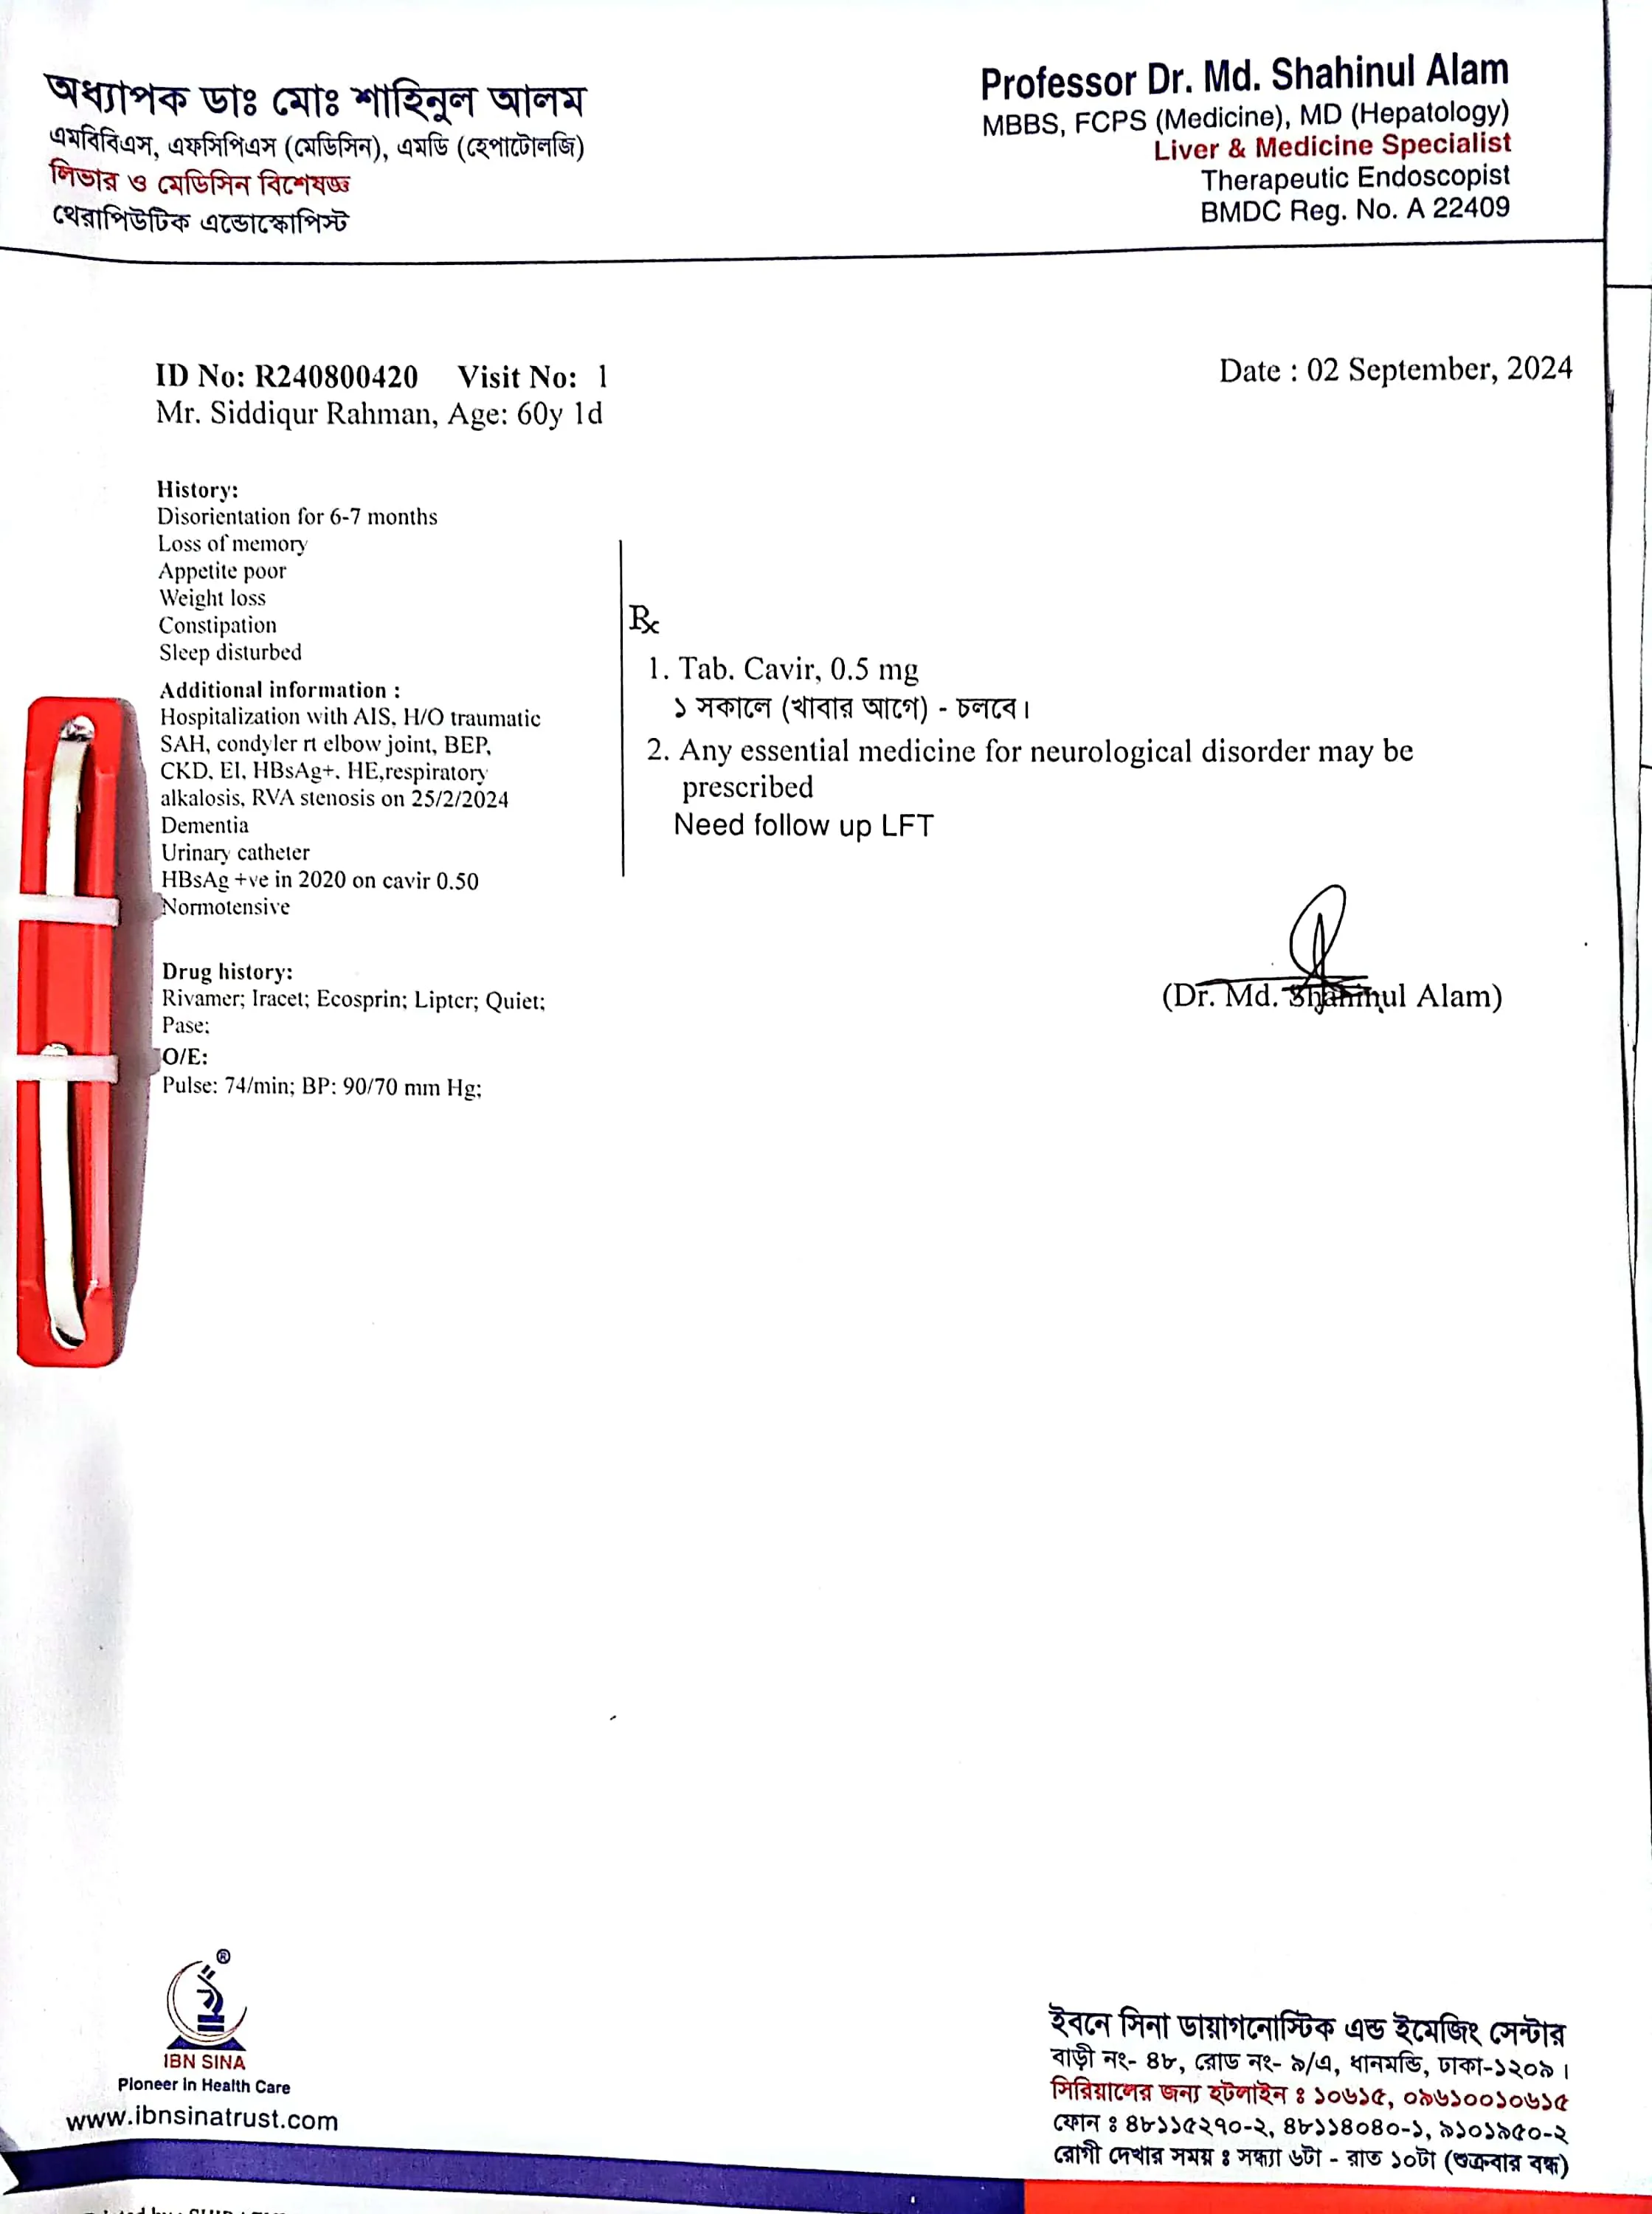 অধ্যাপক ডাঃ মোঃ শাহিনুল আলম
এমবিবিএস, এফসিপিএস (মেডিসিন), এমডি (হেপাটোলজি)
লিভার ও মেডিসিন বিশেষজ্ঞ
থেরাপিউটিক এন্ডোস্কোপিস্ট
Professor Dr. Md. Shahinul Alam
MBBS, FCPS (Medicine), MD (Hepatology)
Liver & Medicine Specialist
Therapeutic Endoscopist
BMDC Reg. No. A 22409
ID No: R240800420 Visit No: 1
Mr. Siddiqur Rahman, Age: 60y 1d
Date : 02 September, 2024
History:
Disorientation for 6-7 months
Loss of memory
Appetite poor
Weight loss
Constipation
Sleep disturbed
Additional information :
Hospitalization with AIS, H/O traumatic
SAH, condyler rt elbow joint, BEP,
CKD, EI, HBsAg+, HE,respiratory
alkalosis, RVA stenosis on 25/2/2024
Dementia
Urinary catheter
HBsAg +ve in 2020 on cavir 0.50
Normotensive
Drug history:
Rivamer; Iracet; Ecosprin; Lipter; Quiet;
Pase;
O/E:
Pulse: 74/min; BP: 90/70 mm Hg;
℞
1. Tab. Cavir, 0.5 mg
১ সকালে (খাবার আগে) - চলবে।
2. Any essential medicine for neurological disorder may be
prescribed
Need follow up LFT
(Dr. Md. Shahinul Alam)
®
IBN SINA
Pioneer In Health Care
www.ibnsinatrust.com
ইবনে সিনা ডায়াগনোস্টিক এন্ড ইমেজিং সেন্টার
বাড়ী নং- ৪৮, রোড নং- ৯/এ, ধানমন্ডি, ঢাকা-১২০৯।
সিরিয়ালের জন্য হটলাইন ঃ ১০৬১৫, ০৯৬১০০১০৬১৫
ফোন ঃ ৪৮১১৫২৭০-২, ৪৮১১৪০৪০-১, ৯১০১৯৫০-২
রোগী দেখার সময় ঃ সন্ধ্যা ৬টা - রাত ১০টা (শুক্রবার বন্ধ)